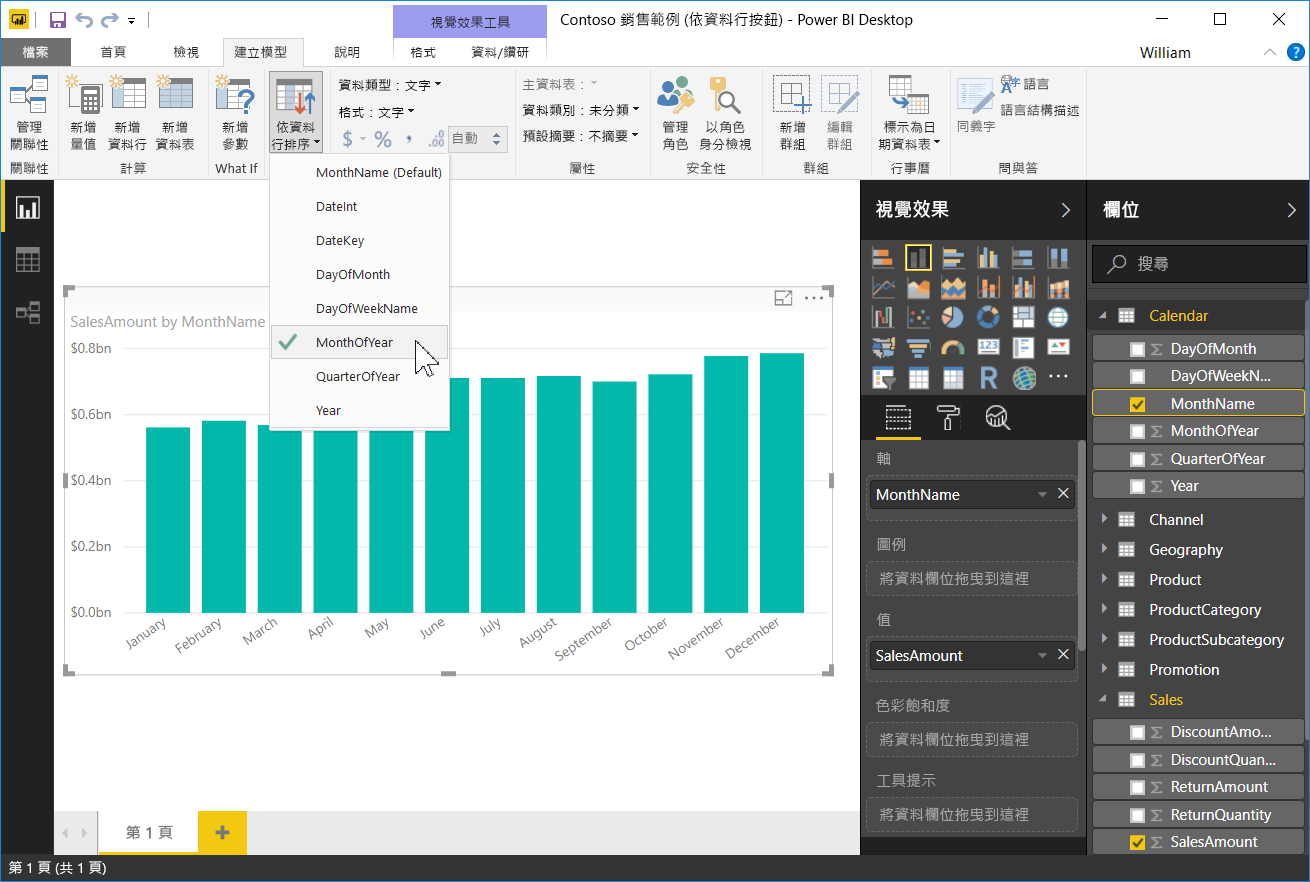 視覺效果工具
Contoso 銷售範例 (依資料行按鈕) - Power BI Desktop
檔案
首頁
檢視
建立模型
說明
格式
資料/鑽研
William
?
管理
關聯性
關聯性
新增
量值
新增
資料行
新增
資料表
計算
新增
參數
What If
依資料
行排序
資料類型：文字
格式：文字
$ % , .00 自動
主資料表：
資料類別：未分類
預設摘要：不摘要
屬性
管理
角色
以角色
身分檢視
安全性
新增
群組
編輯
群組
群組
標示為日
期資料表
行事曆
同義字
字 語言
語言結構描述
問與答
MonthName (Default)
DateInt
DateKey
DayOfMonth
DayOfWeekName
MonthOfYear
QuarterOfYear
Year
SalesAmount by MonthName
$0.8bn
$0.6bn
$0.4bn
$0.2bn
$0.0bn
January
February
March
April
May
June
July
August
September
October
November
December
視覺效果
123
R
軸
MonthName
圖例
將資料欄位拖曳到這裡
值
SalesAmount
色彩飽和度
將資料欄位拖曳到這裡
工具提示
將資料欄位拖曳到這裡
欄位
搜尋
Calendar
DayOfMonth
DayOfWeekN...
MonthName
MonthOfYear
QuarterOfYear
Year
Channel
Geography
Product
ProductCategory
ProductSubcategory
Promotion
Sales
DiscountAmo...
DiscountQuan...
ReturnAmount
ReturnQuantity
SalesAmount
第 1 頁
第 1 頁 (共 1 頁)